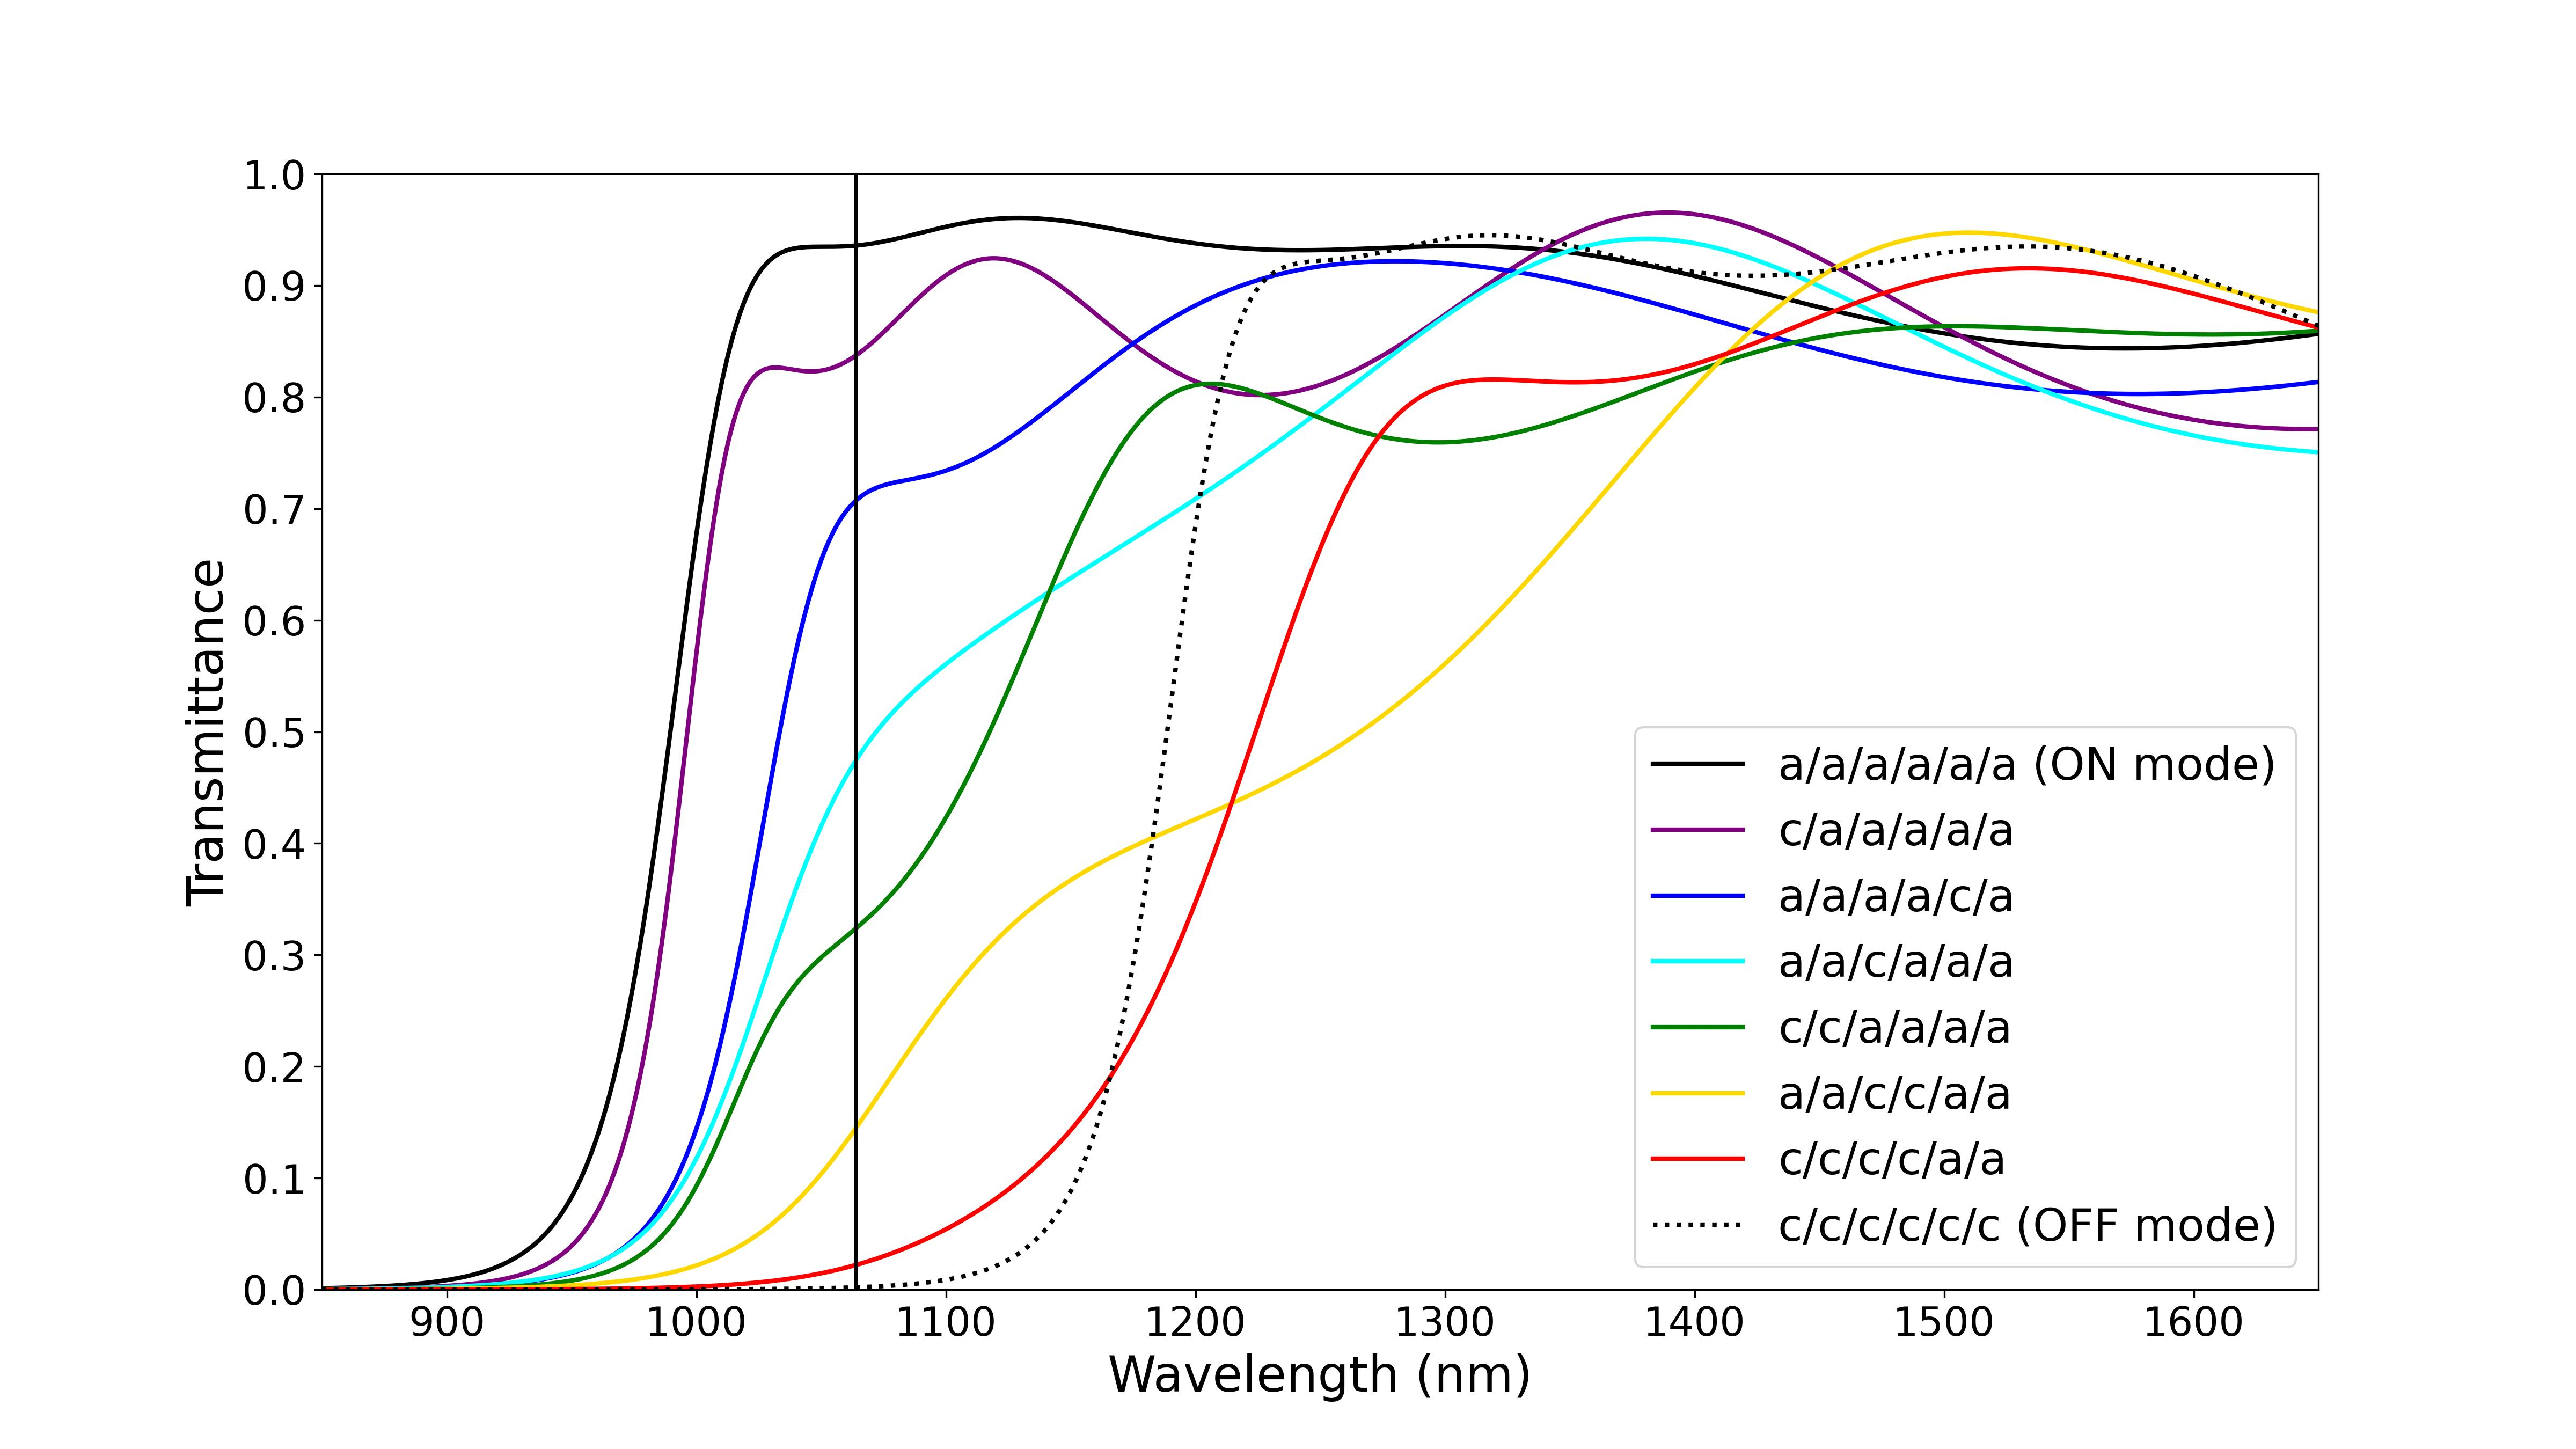 1.0
0.9
0.8
0.7
0.6
0.5
0.4
0.3
0.2
0.1
0.0
Transmittance
900 1000 1100 1200 1300 1400 1500 1600
Wavelength (nm)
a/a/a/a/a/a (ON mode)
c/a/a/a/a/a
a/a/a/a/c/a
a/a/c/a/a/a
c/c/a/a/a/a
a/a/c/c/a/a
c/c/c/c/a/a
c/c/c/c/c/c (OFF mode)